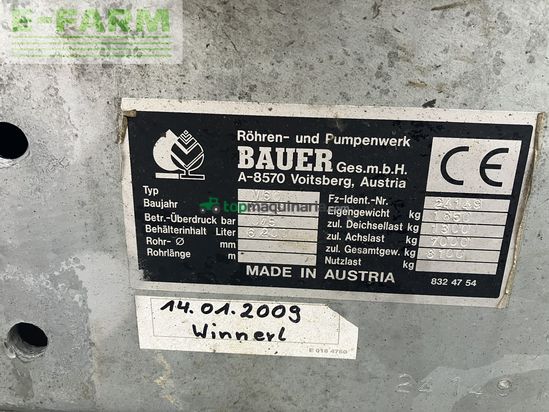 E-FARM
Röhren- und Pumpenwerk
BAUER Ges.m.b.H.
A-8570 Voitsberg, Austria
CE
Typ
Baujahr
Betr.-Überdruck bar
Behälterinhalt Liter
Rohr- Ø mm
Rohrlänge m
Fz-Ident.-Nr.
Eigengewicht kg
zul. Deichsellast kg 1300
zul. Achslast kg 7000
zul. Gesamtgew. kg 8100
Nutzlast kg
topmaquinaria
MADE IN AUSTRIA
832 47 54
14.01.2009
Winnerl
E 018 4760